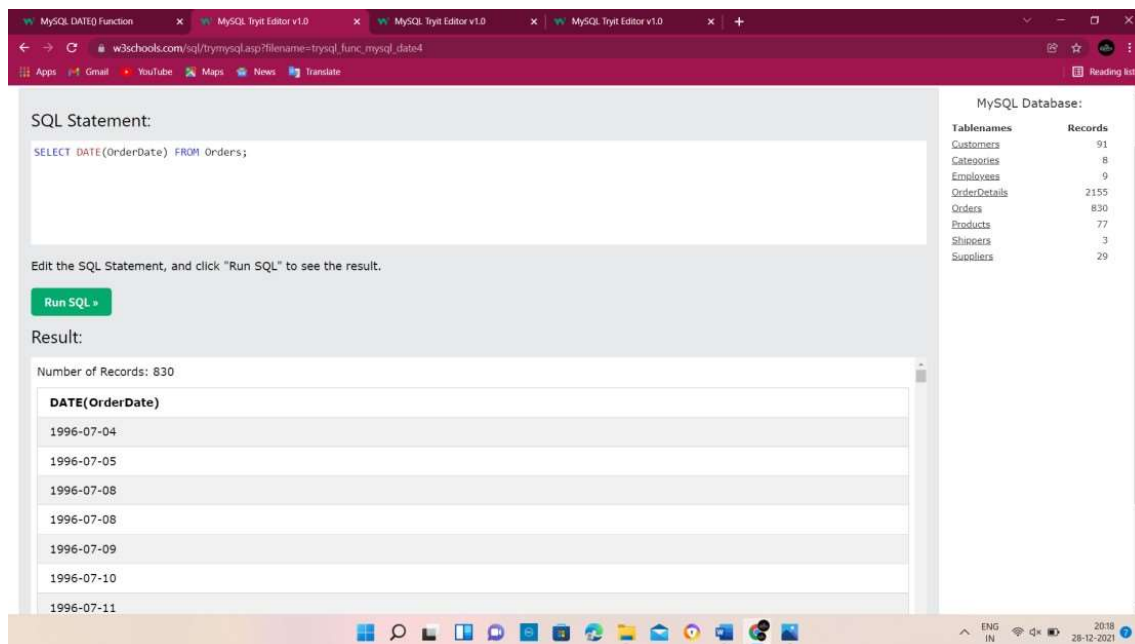 MySQL DATE() Function
MySQL Tryit Editor v1.0
MySQL Tryit Editor v1.0
MySQL Tryit Editor v1.0
w3schools.com/sql/trymysql.asp?filename=trysql_func_mysql_date4
Apps Gmail YouTube Maps News Translate Reading list
SQL Statement:
SELECT DATE(OrderDate) FROM Orders;
Edit the SQL Statement, and click "Run SQL" to see the result.
Run SQL »
Result:
Number of Records: 830
DATE(OrderDate)
1996-07-04
1996-07-05
1996-07-08
1996-07-08
1996-07-09
1996-07-10
1996-07-11
MySQL Database:
Tablenames Records
Customers 91
Categories 8
Employees 9
OrderDetails 2155
Orders 830
Products 77
Shippers 3
Suppliers 29
ENG
IN
20:18
28-12-2021